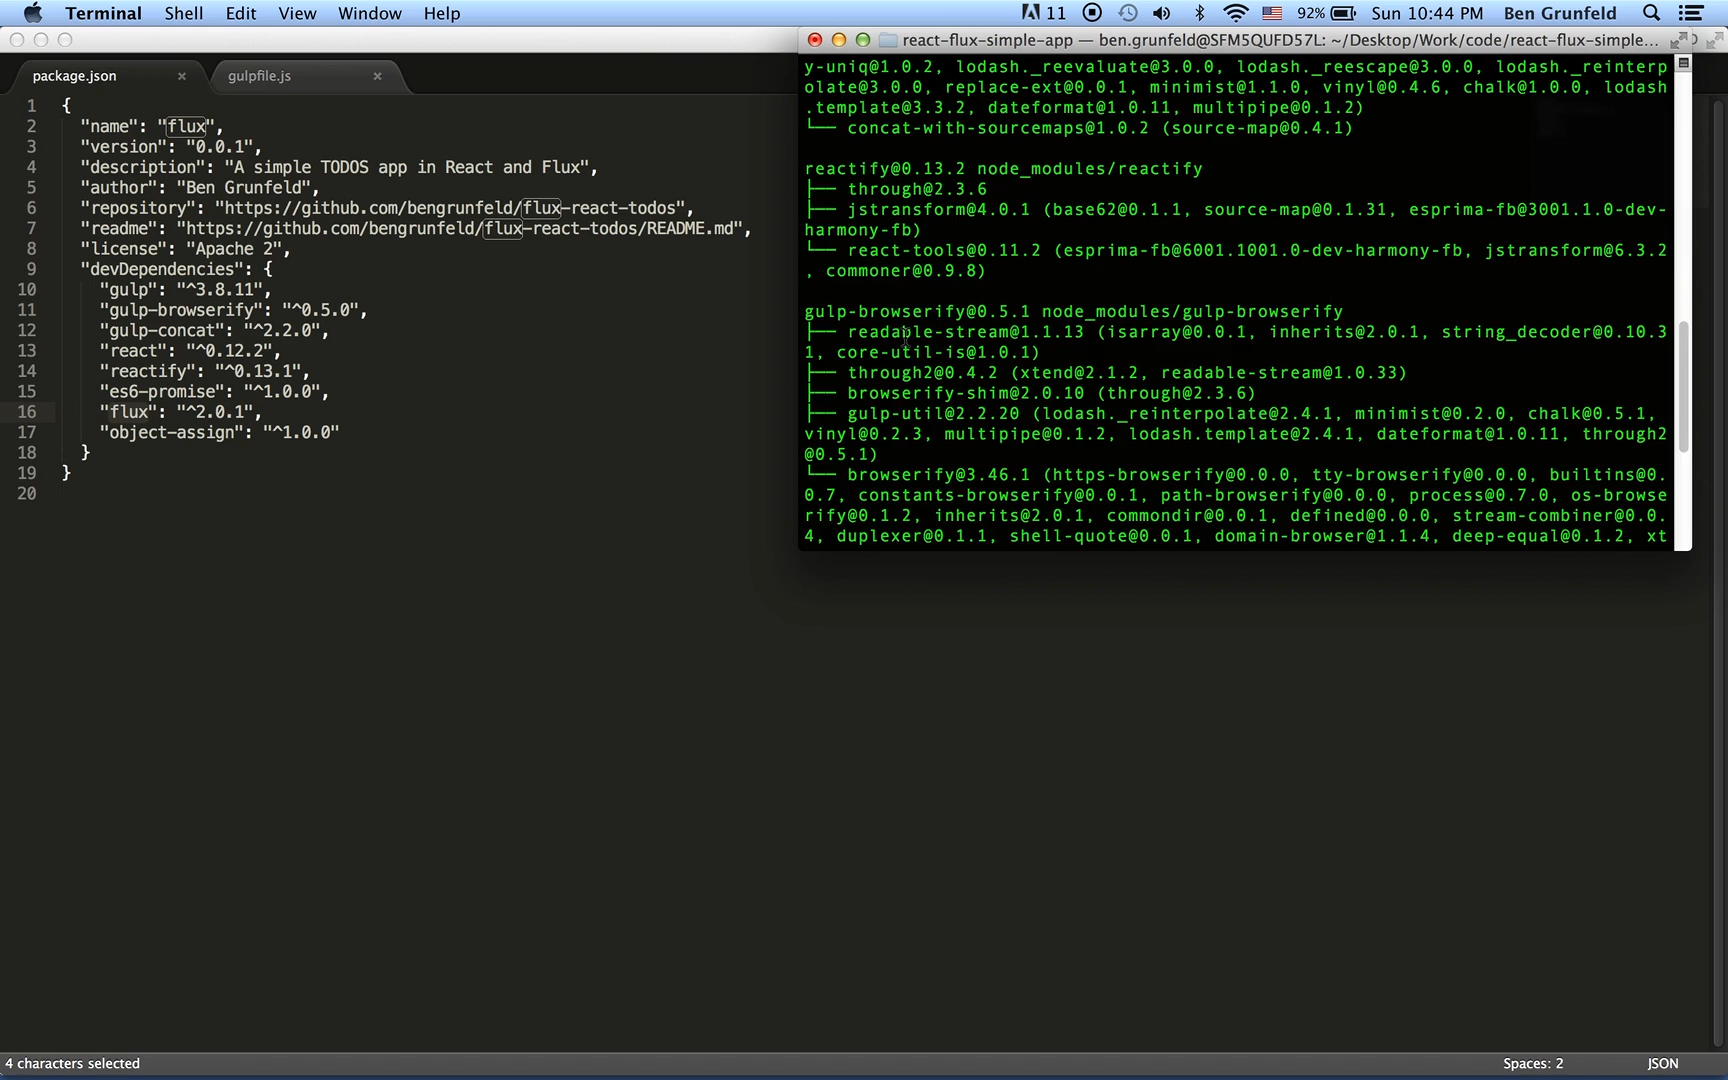 Terminal Shell Edit View Window Help 11 92% Sun 10:44 PM Ben Grunfeld
react-flux-simple-app — ben.grunfeld@SFM5QUFD57L: ~/Desktop/Work/code/react-flux-simple...
package.json × gulpfile.js ×
1 {
2 "name": "flux",
3 "version": "0.0.1",
4 "description": "A simple TODOS app in React and Flux",
5 "author": "Ben Grunfeld",
6 "repository": "https://github.com/bengrunfeld/flux-react-todos",
7 "readme": "https://github.com/bengrunfeld/flux-react-todos/README.md",
8 "license": "Apache 2",
9 "devDependencies": {
10 "gulp": "^3.8.11",
11 "gulp-browserify": "^0.5.0",
12 "gulp-concat": "^2.2.0",
13 "react": "^0.12.2",
14 "reactify": "^0.13.1",
15 "es6-promise": "^1.0.0",
16 "flux": "^2.0.1",
17 "object-assign": "^1.0.0"
18 }
19 }
20
y-uniq@1.0.2, lodash._reevaluate@3.0.0, lodash._reescape@3.0.0, lodash._reinterp
olate@3.0.0, replace-ext@0.0.1, minimist@1.1.0, vinyl@0.4.6, chalk@1.0.0, lodash
.template@3.3.2, dateformat@1.0.11, multipipe@0.1.2)
└── concat-with-sourcemaps@1.0.2 (source-map@0.4.1)
reactify@0.13.2 node_modules/reactify
├── through@2.3.6
├── jstransform@4.0.1 (base62@0.1.1, source-map@0.1.31, esprima-fb@3001.1.0-dev-
harmony-fb)
└── react-tools@0.11.2 (esprima-fb@6001.1001.0-dev-harmony-fb, jstransform@6.3.2
, commoner@0.9.8)
gulp-browserify@0.5.1 node_modules/gulp-browserify
├── readable-stream@1.1.13 (isarray@0.0.1, inherits@2.0.1, string_decoder@0.10.3
1, core-util-is@1.0.1)
├── through2@0.4.2 (xtend@2.1.2, readable-stream@1.0.33)
├── browserify-shim@2.0.10 (through@2.3.6)
├── gulp-util@2.2.20 (lodash._reinterpolate@2.4.1, minimist@0.2.0, chalk@0.5.1,
vinyl@0.2.3, multipipe@0.1.2, lodash.template@2.4.1, dateformat@1.0.11, through2
@0.5.1)
└── browserify@3.46.1 (https-browserify@0.0.0, tty-browserify@0.0.0, builtins@0.
0.7, constants-browserify@0.0.1, path-browserify@0.0.0, process@0.7.0, os-browse
rify@0.1.2, inherits@2.0.1, commondir@0.0.1, defined@0.0.0, stream-combiner@0.0.
4, duplexer@0.1.1, shell-quote@0.0.1, domain-browser@1.1.4, deep-equal@0.1.2, xt
4 characters selected Spaces: 2 JSON